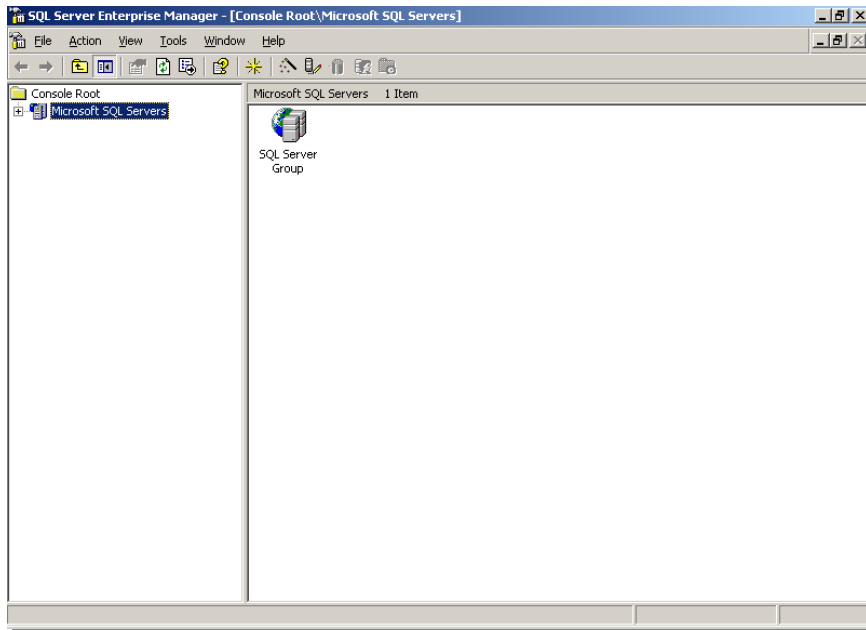 SQL Server Enterprise Manager - [Console Root\Microsoft SQL Servers]
File Action View Tools Window Help
Console Root
Microsoft SQL Servers
Microsoft SQL Servers 1 Item
SQL Server
Group